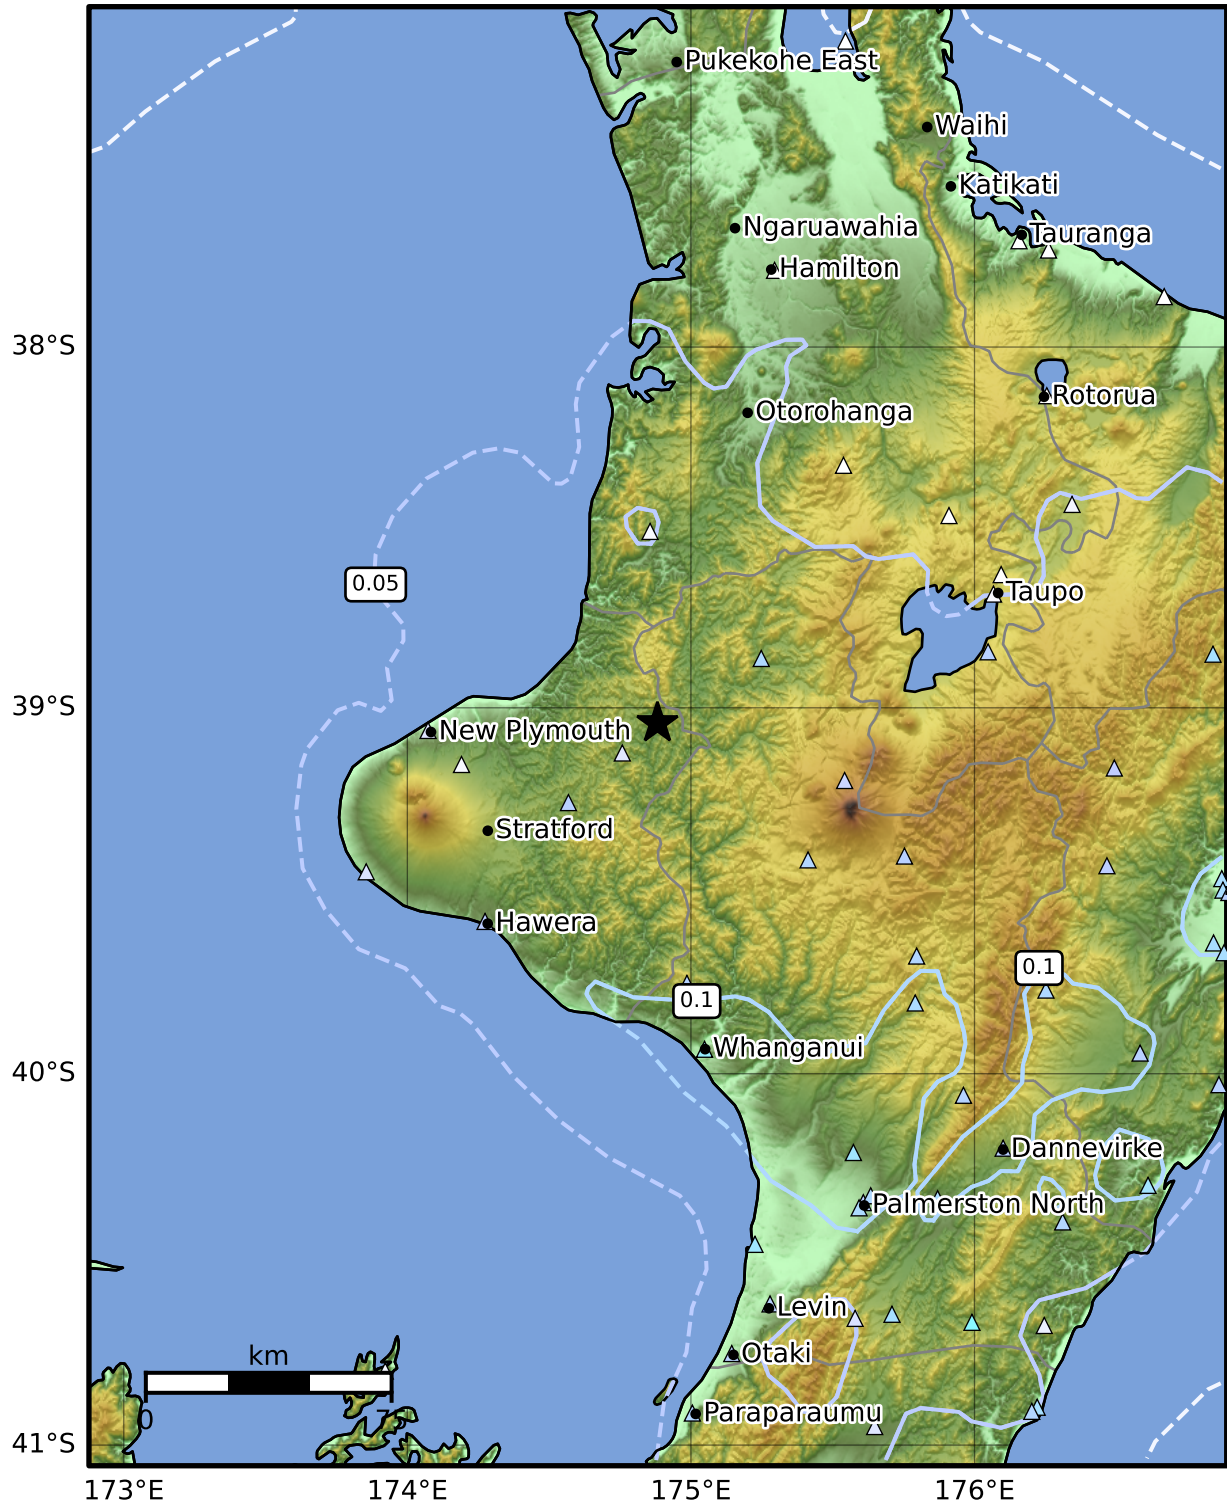 Pukekohe East
Waihi
Katikati
Ngaruawahia
Tauranga
Hamilton
38°S
Rotorua
Otorohanga
0.05
Taupo
39°S
New Plymouth
Stratford
Hawera
0.1
0.1
Whanganui
40°S
Dannevirke
Palmerston North
Levin
km
Otaki
0
Paraparaumu
41°S
173°E 174°E 175°E 176°E